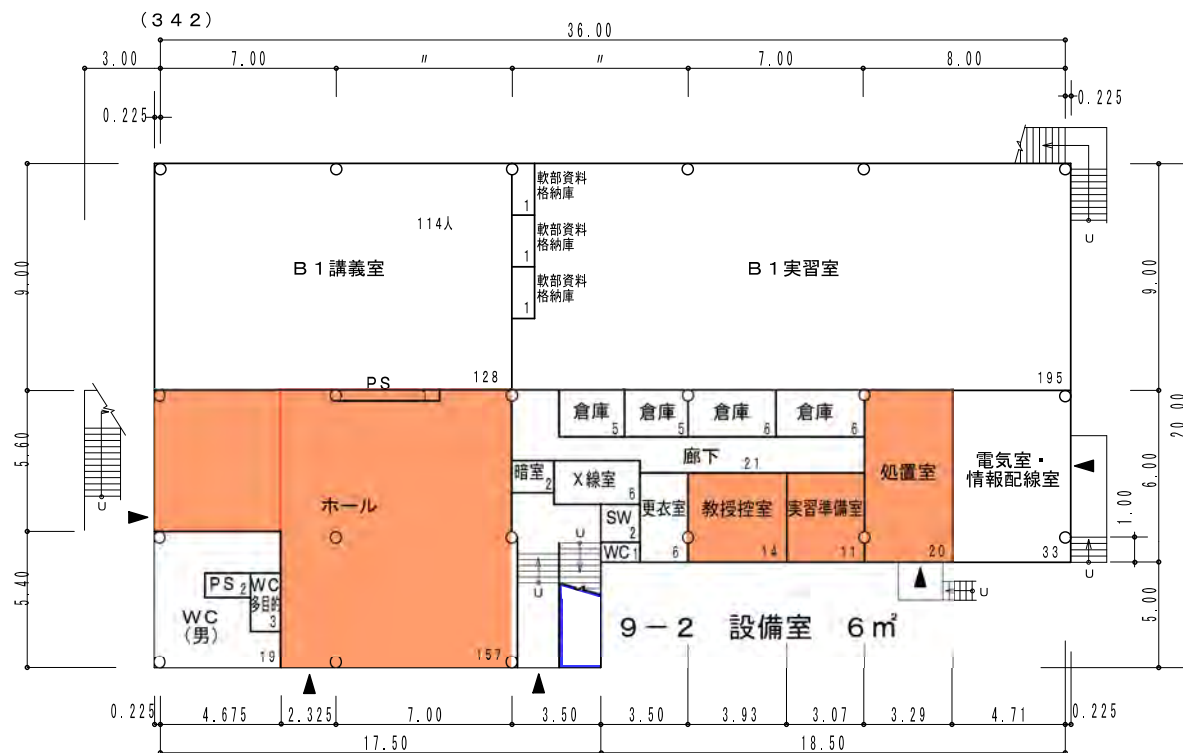 (342)
36.00
3.00
7.00
〃
〃
7.00
8.00
0.225
0.225
軟部資料
格納庫
1
114人
軟部資料
格納庫
1
B1講義室
B1実習室
軟部資料
格納庫
1
9.00
9.00
U
PS
128
195
20.00
倉庫
5
倉庫
5
倉庫
6
倉庫
6
5.60
6.00
廊下
21
暗室
2
X線室
6
処置室
電気室・
情報配線室
ホール
更衣室
教授控室
実習準備室
U
SW
2
1.00
WC
1
6
14
11
20
33
U
U
U
U
PS
2
WC
多目的
3
5.40
5.00
WC
(男)
9-2 設備室 6㎡
19
157
0.225
4.675
2.325
7.00
3.50
3.50
3.93
3.07
3.29
4.71
0.225
17.50
18.50